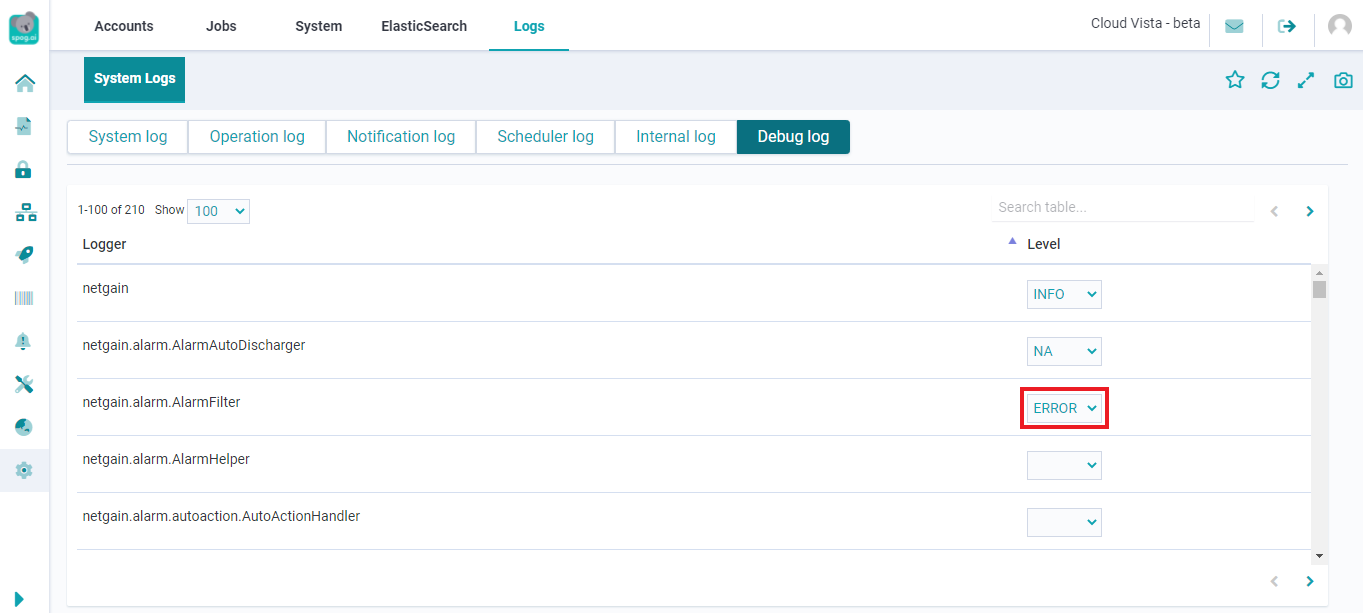 spog.ai
Accounts Jobs System ElasticSearch Logs Cloud Vista - beta
System Logs
System log Operation log Notification log Scheduler log Internal log Debug log
1-100 of 210 Show 100 Search table...
Logger Level
netgain INFO
netgain.alarm.AlarmAutoDischarger NA
netgain.alarm.AlarmFilter ERROR
netgain.alarm.AlarmHelper
netgain.alarm.autoaction.AutoActionHandler